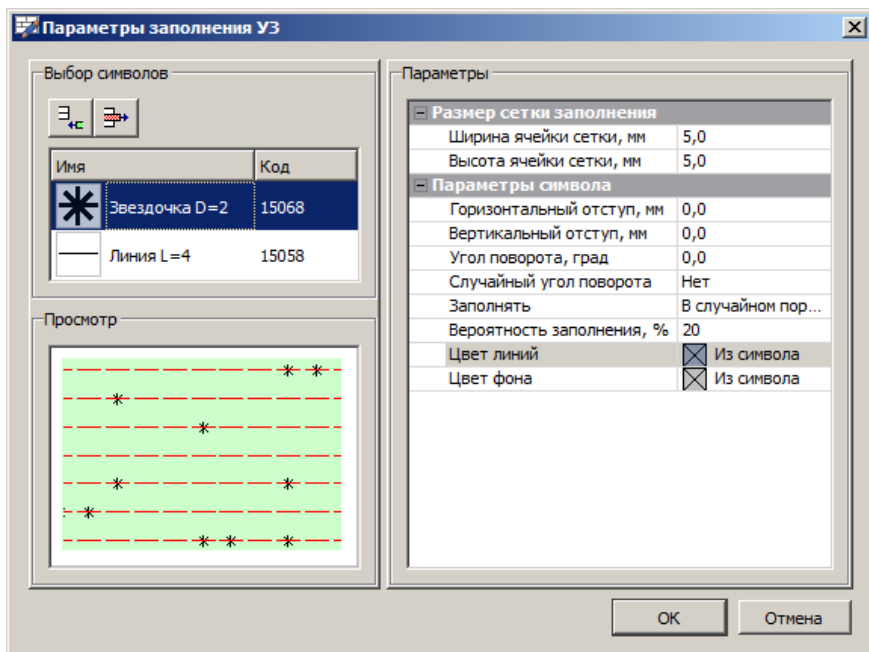 Параметры заполнения УЗ
Выбор символов
Имя Код
Звездочка D=2 15068
Линия L=4 15058
Просмотр
Параметры
Размер сетки заполнения
Ширина ячейки сетки, мм 5,0
Высота ячейки сетки, мм 5,0
Параметры символа
Горизонтальный отступ, мм 0,0
Вертикальный отступ, мм 0,0
Угол поворота, град 0,0
Случайный угол поворота Нет
Заполнять В случайном пор...
Вероятность заполнения, % 20
Цвет линий Из символа
Цвет фона Из символа
ОК Отмена